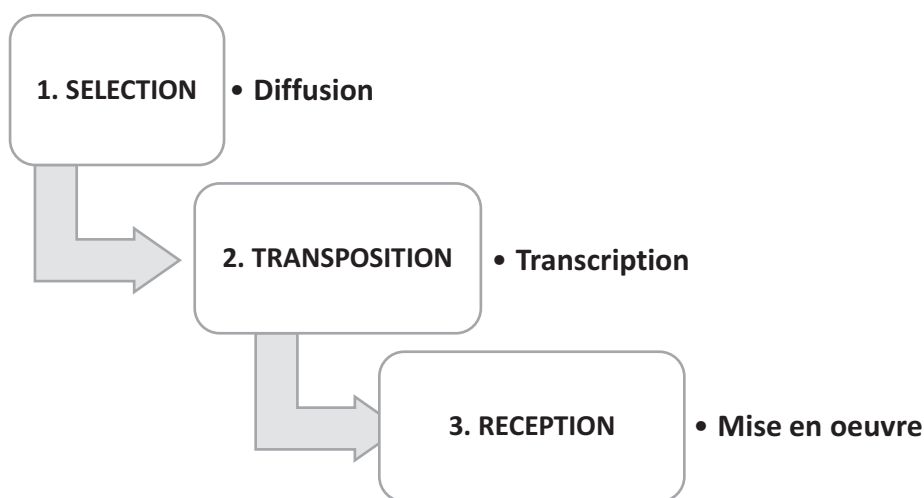 1. SELECTION
• Diffusion
2. TRANSPOSITION
• Transcription
3. RECEPTION
• Mise en oeuvre